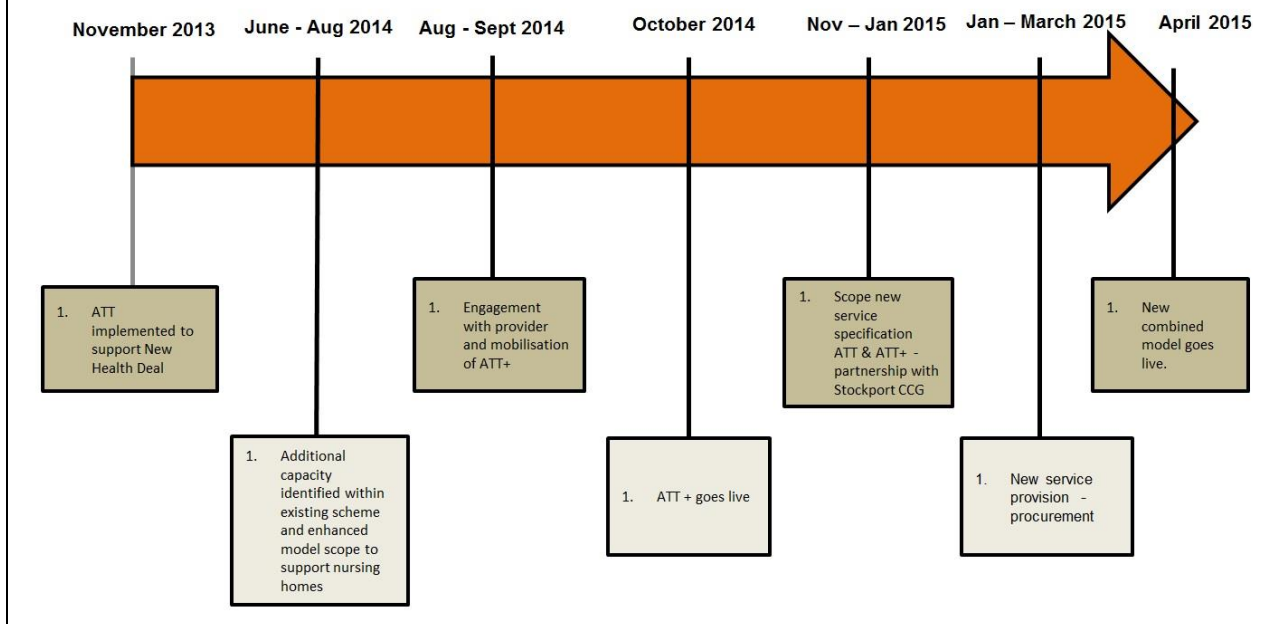 November 2013
June - Aug 2014
Aug - Sept 2014
October 2014
Nov – Jan 2015
Jan – March 2015
April 2015
1. ATT
implemented to
support New
Health Deal
1. Additional
capacity
identified within
existing scheme
and enhanced
model scope to
support nursing
homes
1. Engagement
with provider
and mobilisation
of ATT+
1. ATT + goes live
1. Scope new
service
specification
ATT & ATT+ -
partnership with
Stockport CCG
1. New service
provision -
procurement
1. New
combined
model goes
live.